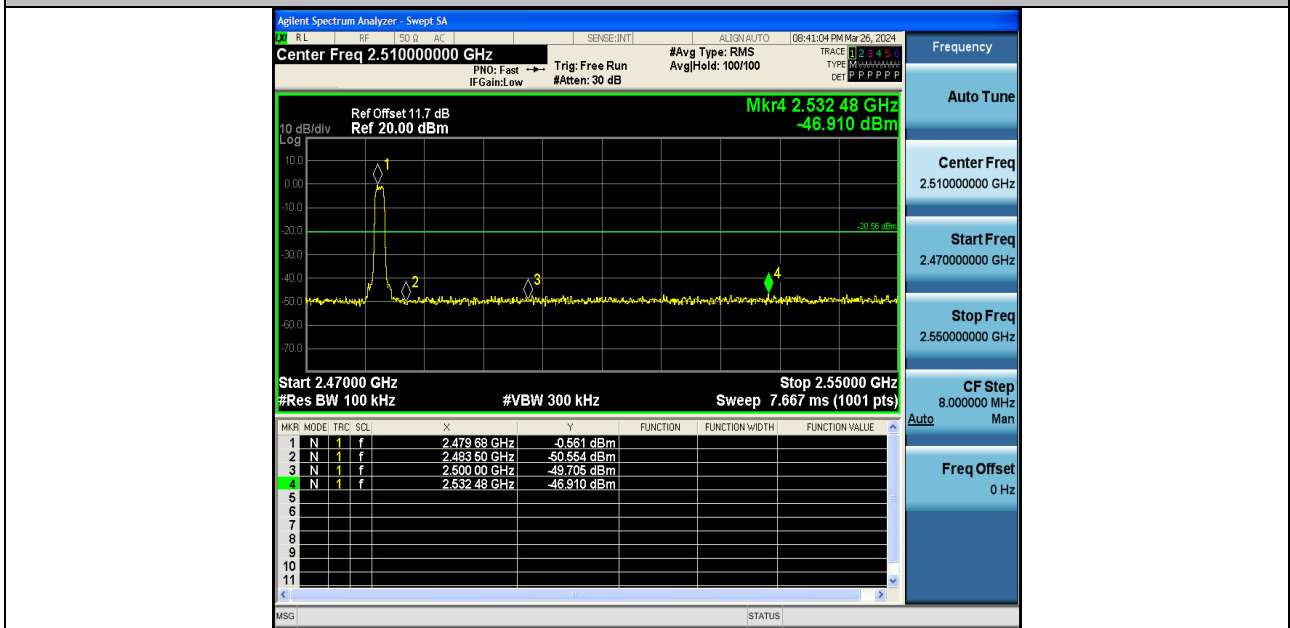 Agilent Spectrum Analyzer - Swept SA
RL RF 50 Ω AC SENSE:INT ALIGN AUTO 08:41:04 PM Mar 26, 2024
Center Freq 2.510000000 GHz
PNO: Fast
IFGain:Low
Trig: Free Run
#Atten: 30 dB
#Avg Type: RMS
Avg|Hold: 100/100
TRACE 1 2 3 4 5 6
TYPE M
DET P P P P P P
Mkr4 2.532 48 GHz
-46.910 dBm
Ref Offset 11.7 dB
10 dB/div Ref 20.00 dBm
Log
10.0
0.00
-10.0
-20.0
-30.0
-40.0
-50.0
-60.0
-70.0
1
2
3
4
-20.56 dBm
Start 2.47000 GHz Stop 2.55000 GHz
#Res BW 100 kHz #VBW 300 kHz Sweep 7.667 ms (1001 pts)
MKR MODE TRC SCL X Y FUNCTION FUNCTION WIDTH FUNCTION VALUE
1 N 1 f 2.479 68 GHz -0.561 dBm
2 N 1 f 2.483 50 GHz -50.554 dBm
3 N 1 f 2.500 00 GHz -49.705 dBm
4 N 1 f 2.532 48 GHz -46.910 dBm
5
6
7
8
9
10
11
MSG STATUS
Frequency
Auto Tune
Center Freq
2.510000000 GHz
Start Freq
2.470000000 GHz
Stop Freq
2.550000000 GHz
CF Step
8.000000 MHz
Auto Man
Freq Offset
0 Hz